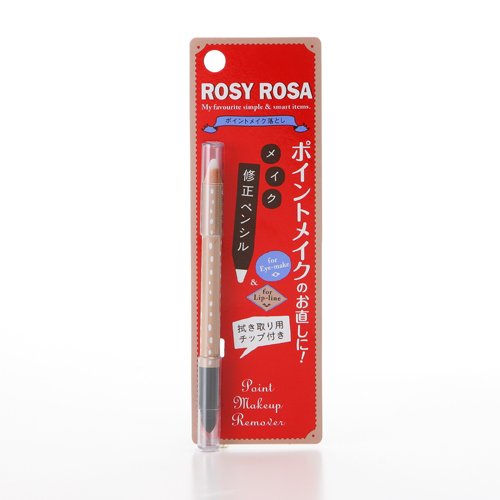 ROSY ROSA
My favourite simple & smart items.
ポイントメイク落とし
ポイントメイクのお直しに!
メイク
修正ペンシル
for
Eye-make
&
for
Lip-line
拭き取り用
チップ付き
Point
Makeup
Remover